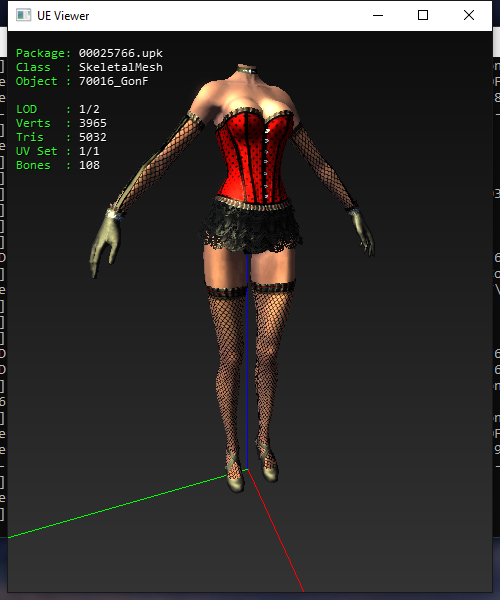 UE Viewer
Package: 00025766.upk
Class : SkeletalMesh
Object : 70016_GonF
LOD : 1/2
Verts : 3965
Tris : 5032
UV Set : 1/1
Bones : 108